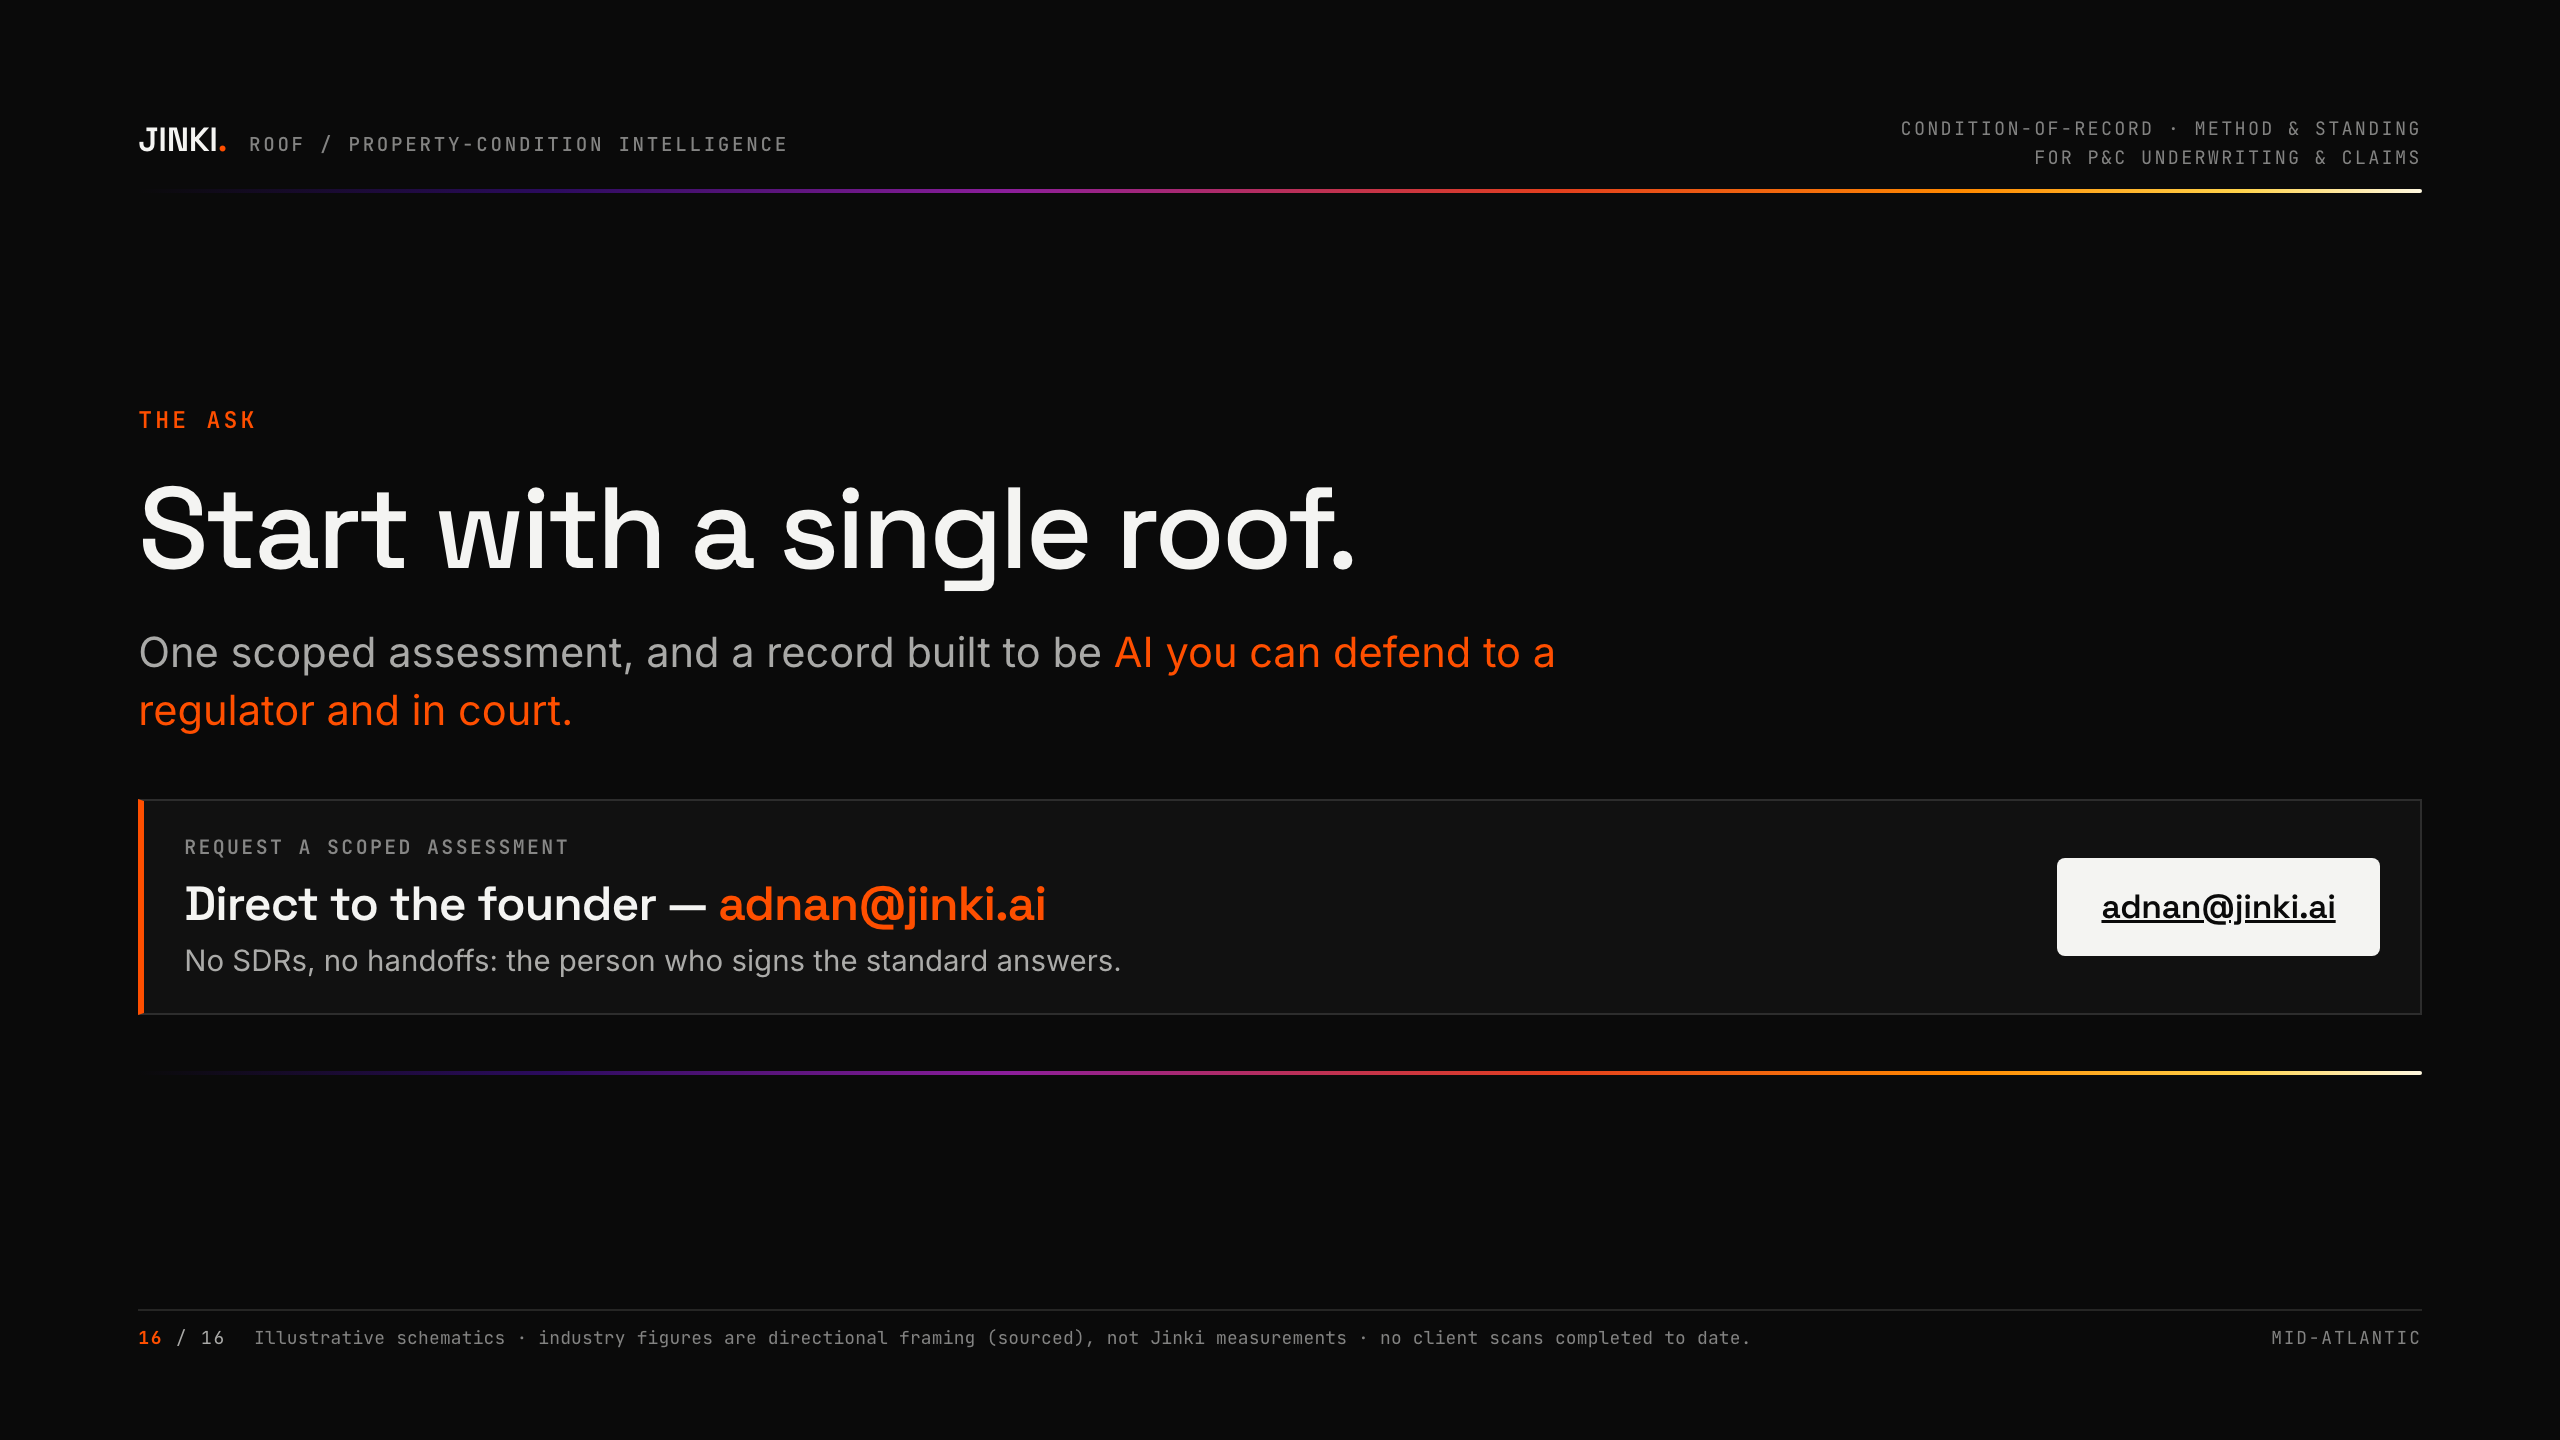 JINKI. ROOF / PROPERTY-CONDITION INTELLIGENCE
CONDITION-OF-RECORD · METHOD & STANDING
FOR P&C UNDERWRITING & CLAIMS
THE ASK
Start with a single roof.
One scoped assessment, and a record built to be AI you can defend to a
regulator and in court.
REQUEST A SCOPED ASSESSMENT
Direct to the founder — adnan@jinki.ai
No SDRs, no handoffs: the person who signs the standard answers.
adnan@jinki.ai
16 / 16 Illustrative schematics · industry figures are directional framing (sourced), not Jinki measurements · no client scans completed to date.
MID-ATLANTIC